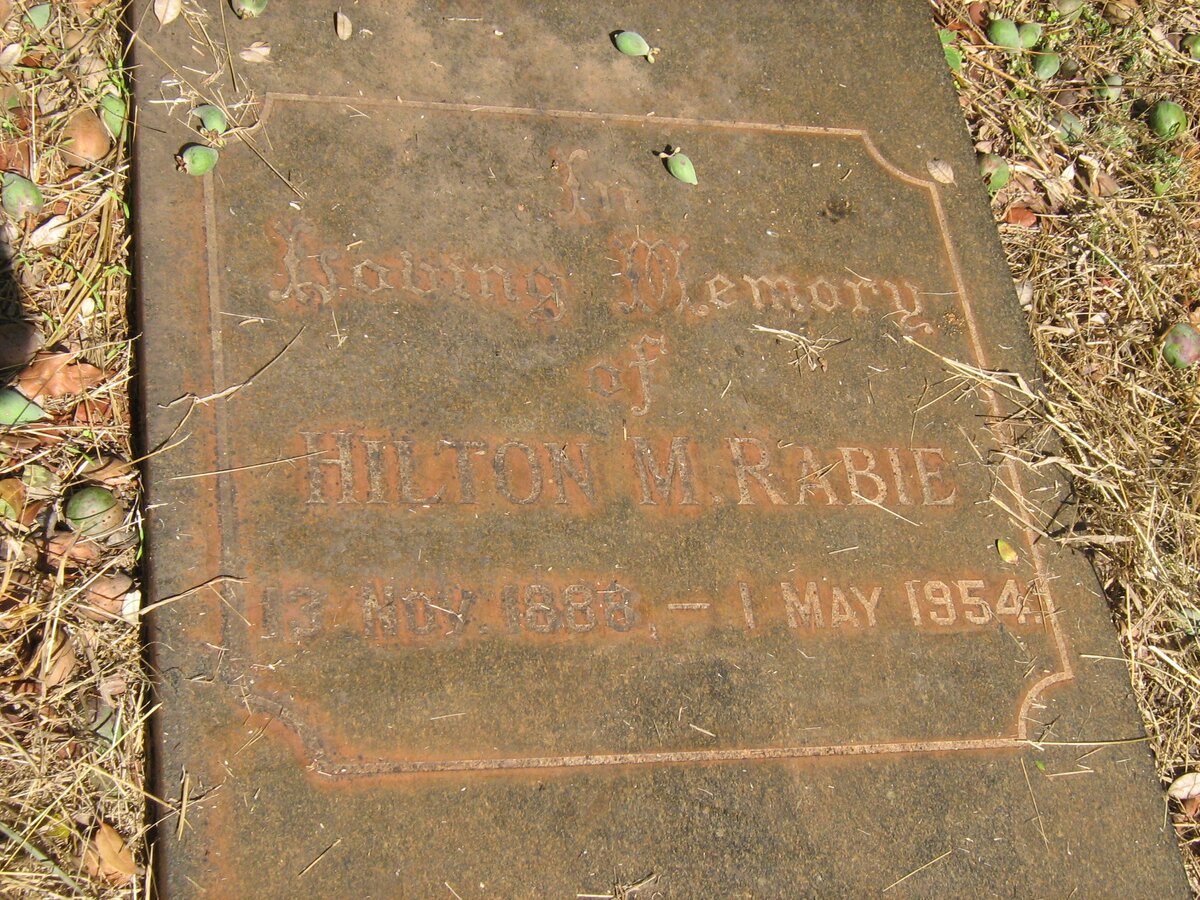 In
Loving Memory
of
HILTON M. RABIE
13 NOV. 1888. — 1 MAY 1954.